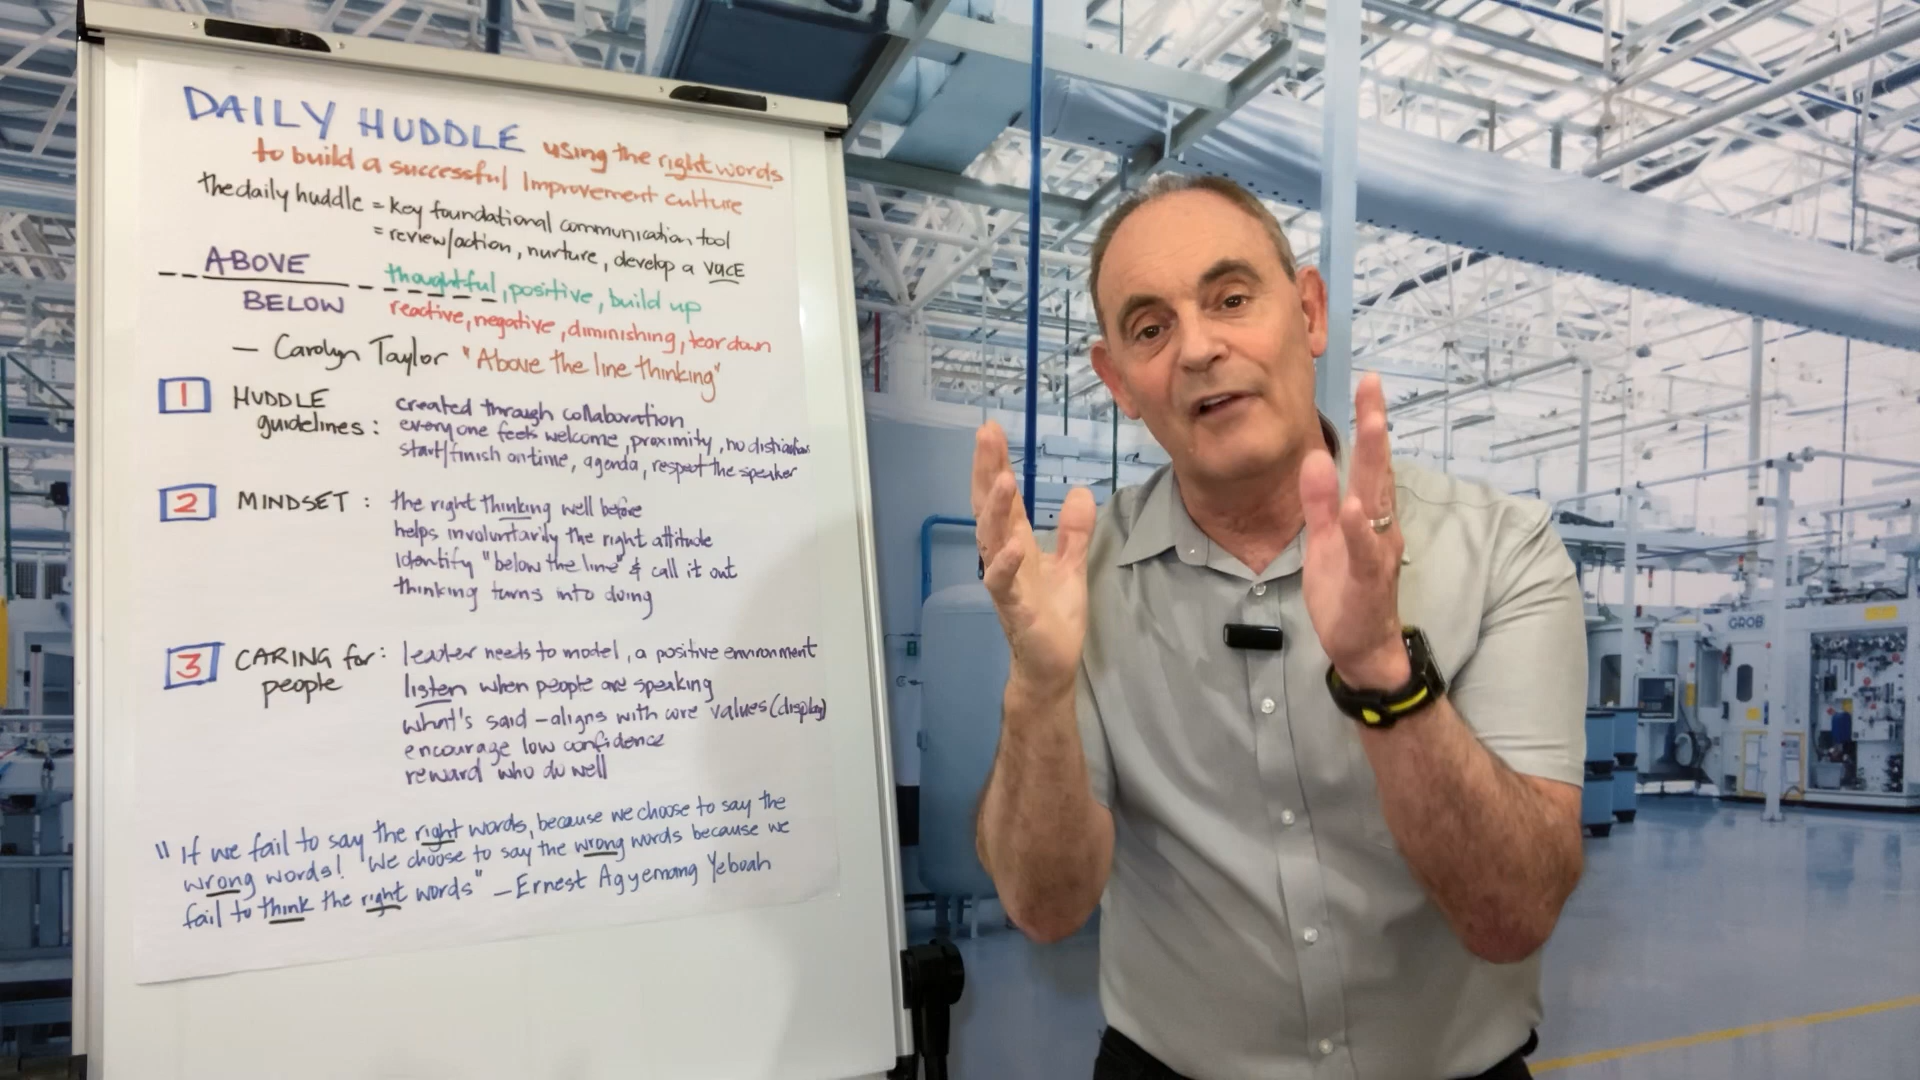 DAILY HUDDLE using the right words
to build a successful Improvement culture
the daily huddle = key foundational communication tool
= review/action, nurture, develop a
ABOVE thoughtful, positive, build up
BELOW reactive, negative, diminishing, tear down
— Carolyn Taylor "Above the line thinking"
1 HUDDLE guidelines: created through collaboration
everyone feels welcome, proximity, no distractions
start/finish on time, agenda, respect the speaker
2 MINDSET: the right thinking well before
helps involuntarily the right attitude
identify "below the line" & call it out
thinking turns into doing
3 CARING for people: leader needs to model, a positive environment
listen when people are speaking
what's said - aligns with core values (display)
encourage low confidence
reward who do well
"If we fail to say the right words, because we choose to say the
wrong words! We choose to say the wrong words because we
fail to think the right words" — Ernest Agyemang Yeboah
GROB